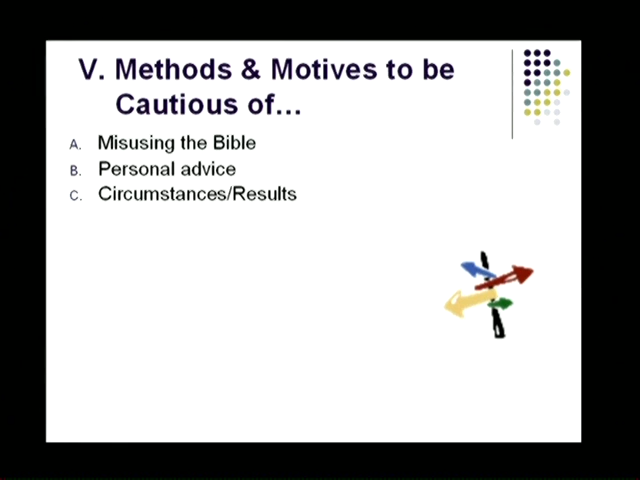 V. Methods & Motives to be
Cautious of...
A. Misusing the Bible
B. Personal advice
C. Circumstances/Results